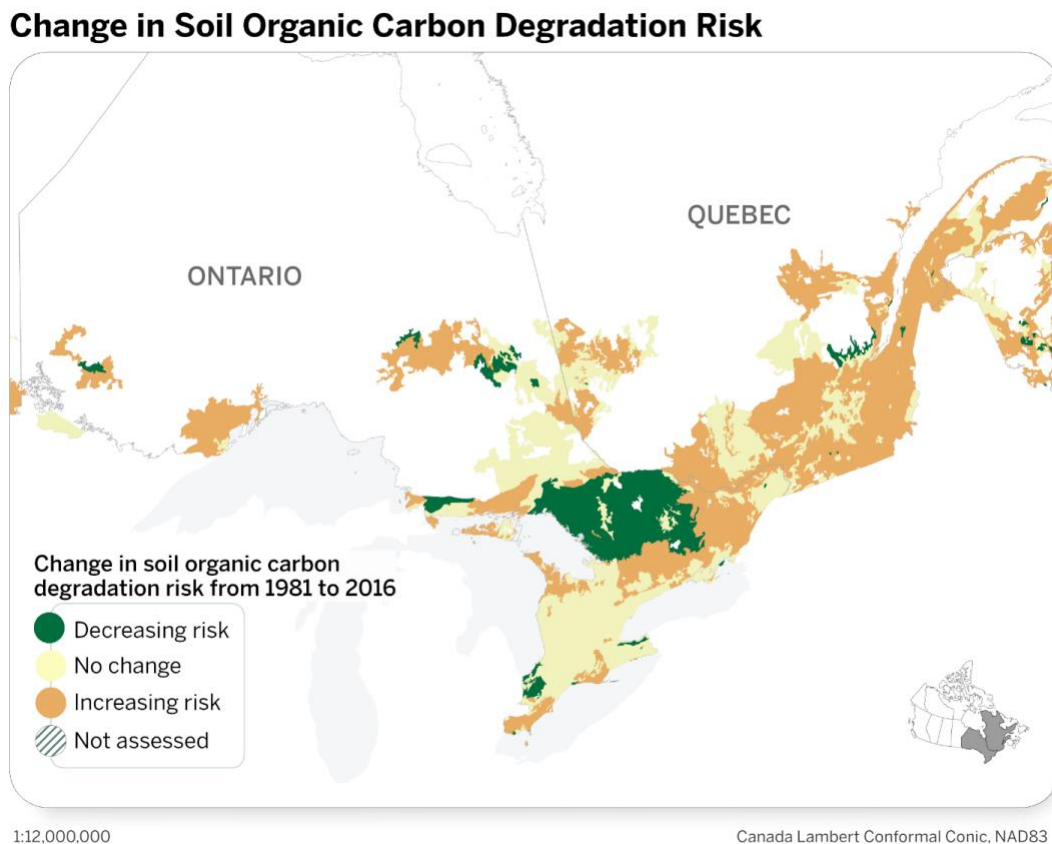 Change in Soil Organic Carbon Degradation Risk
QUEBEC
ONTARIO
Change in soil organic carbon
degradation risk from 1981 to 2016
Decreasing risk
No change
Increasing risk
Not assessed
1:12,000,000
Canada Lambert Conformal Conic, NAD83